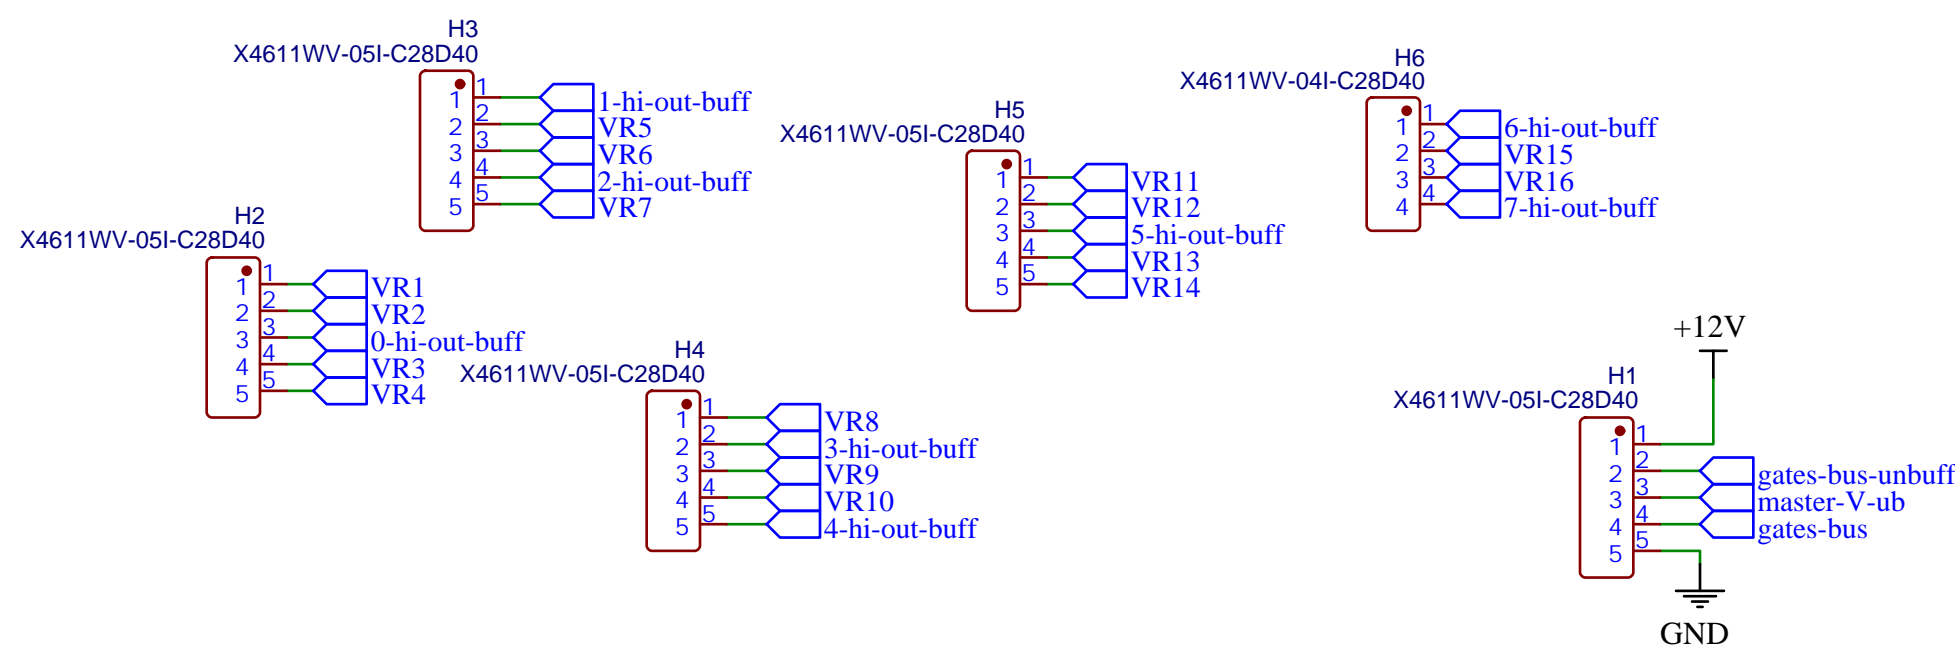 H3
X4611WV-05I-C28D40
1 1 1-hi-out-buff
2 2 VR5
3 3 VR6
4 4 2-hi-out-buff
5 5 VR7
H2
X4611WV-05I-C28D40
1 1 VR1
2 2 VR2
3 3 0-hi-out-buff
4 4 VR3
5 5 VR4
H5
X4611WV-05I-C28D40
1 1 VR11
2 2 VR12
3 3 5-hi-out-buff
4 4 VR13
5 5 VR14
H4
X4611WV-05I-C28D40
1 1 VR8
2 2 3-hi-out-buff
3 3 VR9
4 4 VR10
5 5 4-hi-out-buff
H6
X4611WV-04I-C28D40
1 1 6-hi-out-buff
2 2 VR15
3 3 VR16
4 4 7-hi-out-buff
+12V
H1
X4611WV-05I-C28D40
1 1
2 2 gates-bus-unbuff
3 3 master-V-ub
4 4 gates-bus
5 5
GND